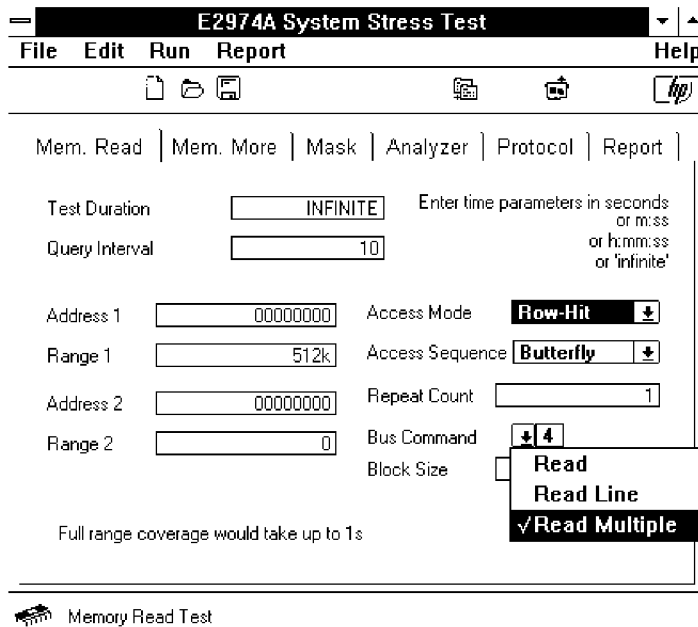 E2974A System Stress Test
File Edit Run Report Help
hp
Mem. Read Mem. More Mask Analyzer Protocol Report
Test Duration INFINITE Enter time parameters in seconds
or m:ss
Query Interval 10 or h:mm:ss
or 'infinite'
Address 1 00000000 Access Mode Row-Hit
Range 1 512k Access Sequence Butterfly
Address 2 00000000 Repeat Count 1
Range 2 0 Bus Command 4
Block Size
Read
Read Line
√Read Multiple
Full range coverage would take up to 1s
Memory Read Test